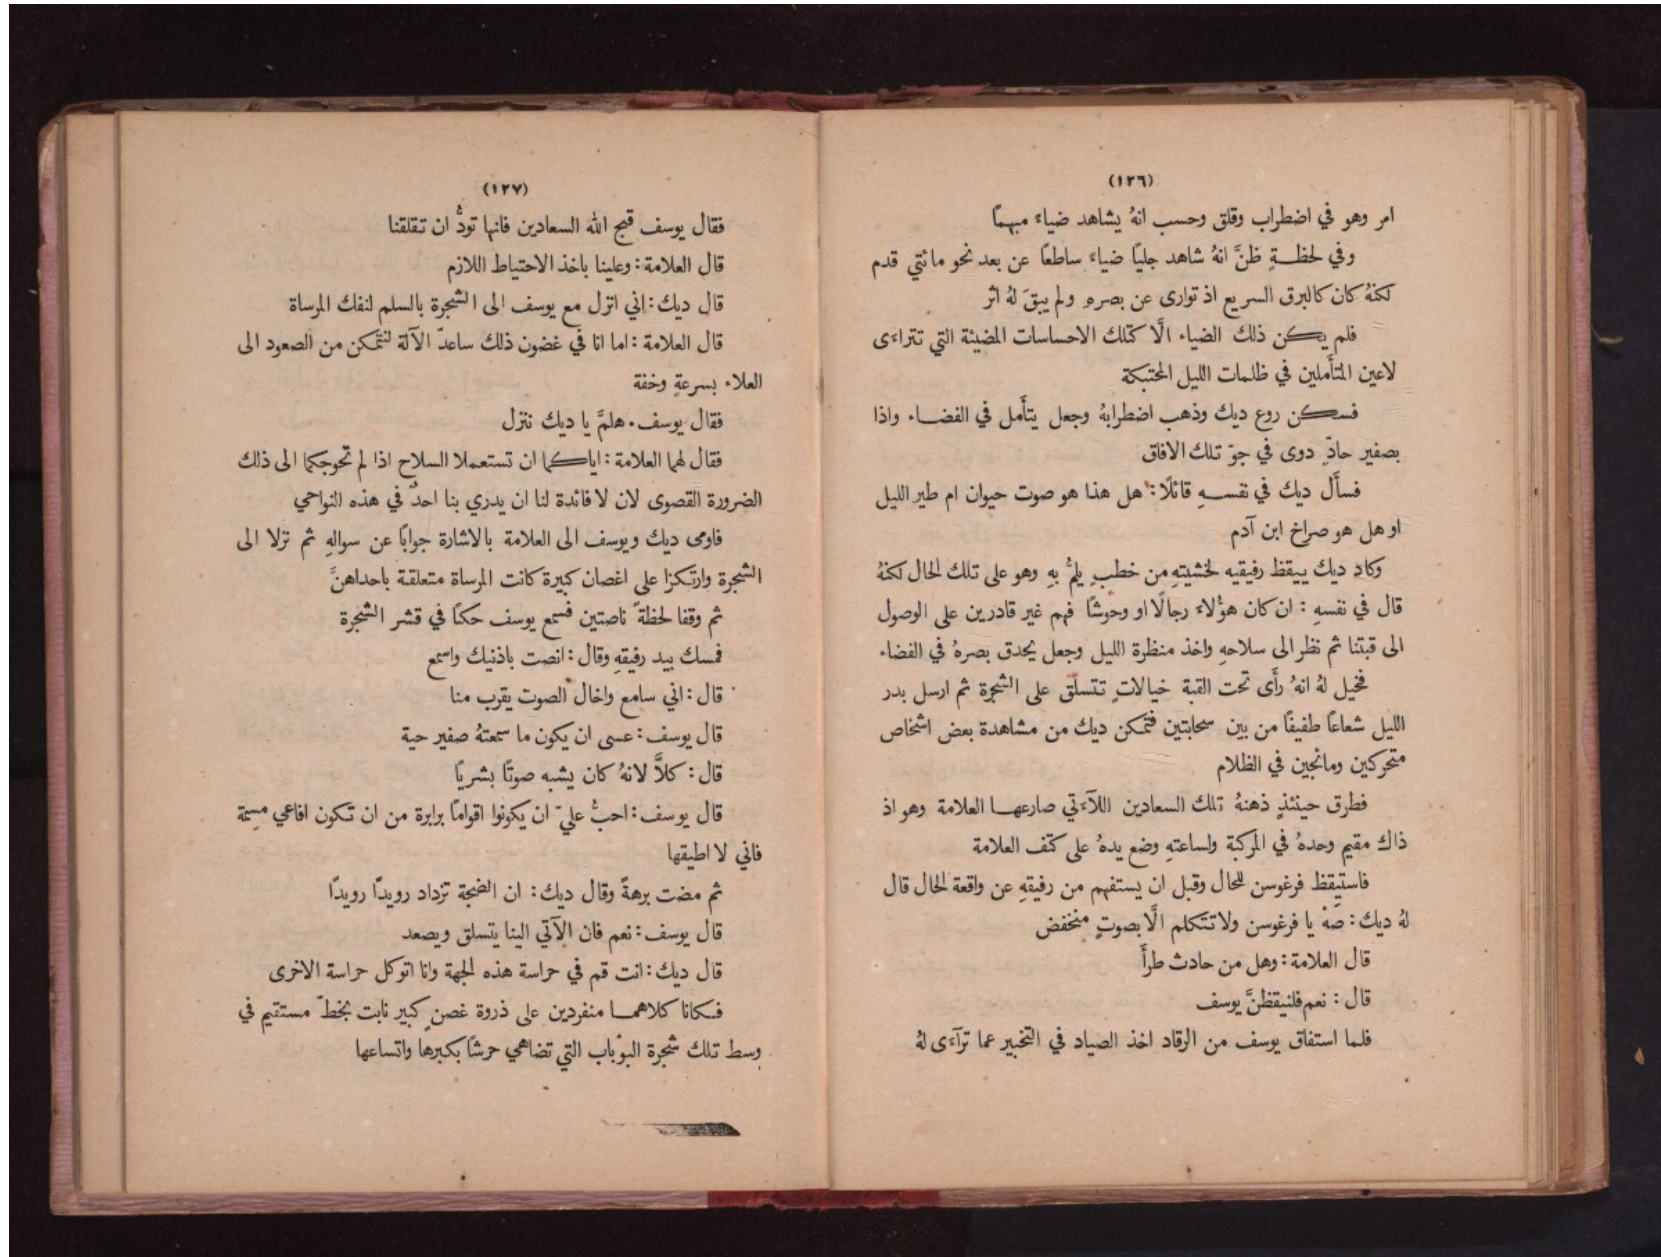 (١٢٦)
امر وهو في اضطراب وقلق وحسب انهُ يشاهد ضياءً مبهمًا
وفي لحظــةٍ ظنَّ انهُ شاهد جليًا ضياءً ساطعًا عن بعد نحو مائتي قدم
لكنهُ كان كالبرق السريع اذ توارى عن بصرهِ ولم يبقَ لهُ اثر
فلم يكن ذلك الضياء الَّا كتلك الاحساسات المضيئة التي تتراءَى
لاعين المتأملين في ظلمات الليل المحتبكة
فسكن روع ديك وذهب اضطرابهُ وجعل يتأمل في الفضاء واذا
بصفير حادٍّ دوى في جوّ تلك الافاق
فسأل ديك في نفسهِ قائلًا: هل هذا هو صوت حيوان ام طير الليل
او هل هو صراخ ابن آدم
وكاد ديك ييقظ رفيقيه لخشيتهِ من خطبٍ يلمُّ بهِ وهو على تلك الحال لكنهُ
قال في نفسهِ : ان كان هؤلاء رجالًا او وحوشًا فهم غير قادرين على الوصول
الى قبتنا ثم نظر الى سلاحهِ واخذ منظرة الليل وجعل يحدق بصرهُ في الفضاء
فخيل لهُ انهُ رأى تحت القبة خيالاتٍ تتسلّق على الشجرة ثم ارسل بدر
الليل شعاعًا طفيفًا من بين سحابتين فتمكن ديك من مشاهدة بعض اشخاص
متحركين ومائجين في الظلام
فطرق حينئذٍ ذهنهُ تلك السعادين اللآءتي صارعها العلامة وهو اذ
ذاك مقيم وحدهُ في المركبة ولساعتهِ وضع يدهُ على كتف العلامة
فاستيقظ فرغوسن للحال وقبل ان يستفهم من رفيقهِ عن واقعة الحال قال
لهُ ديك: صَهْ يا فرغوسن ولا تتكلم الَّا بصوتٍ منخفض
قال العلامة: وهل من حادث طرأَ
قال : نعم فلنيقظنَّ يوسف
فلما استفاق يوسف من الرقاد اخذ الصياد في التخبير عما ترآءَى لهُ
(١٢٧)
فقال يوسف قبح الله السعادين فانها تودُّ ان تقلقنا
قال العلامة: وعلينا باخذ الاحتياط اللازم
قال ديك: اني انزل مع يوسف الى الشجرة بالسلم لنفك المرساة
قال العلامة : اما انا في غضون ذلك ساعدّ الآلة لنتمكن من الصعود الى
العلاء بسرعةٍ وخفة
فقال يوسف. هلمَّ يا ديك ننزل
فقال لهما العلامة: اياكما ان تستعملا السلاح اذا لم تحوجكما الى ذلك
الضرورة القصوى لان لا فائدة لنا ان يدري بنا احدٌ في هذه النواحي
فاومى ديك ويوسف الى العلامة بالاشارة جوابًا عن سوالهِ ثم نزلا الى
الشجرة وارتكزا على اغصان كبيرة كانت المرساة متعلقة باحداهنَّ
ثم وقفا لحظةً ناصتين فسمع يوسف حكًا في قشر الشجرة
فمسك بيد رفيقهِ وقال: انصت باذنيك واسمع
قال: اني سامع واخال الصوت يقرب منا
قال يوسف: عسى ان يكون ما سمعتهُ صفير حية
قال: كلاَّ لانهُ كان يشبه صوتًا بشريًا
قال يوسف: احبُّ عليّ ان يكونوا اقوامًا برابرة من ان تكون افاعي مسمة
فاني لا اطيقها
ثم مضت برهةً وقال ديك: ان الضجة تزداد رويدًا رويدًا
قال يوسف: نعم فان الآتي الينا يتسلق ويصعد
قال ديك: انت قم في حراسة هذه الجهة وانا اتوكل حراسة الاخرى
فكانا كلاهما منفردين على ذروة غصنٍ كبير نابت بخطّ مستقيم في
وسط تلك شجرة البوْباب التي تضاهي حرشًا بكبرها واتساعها